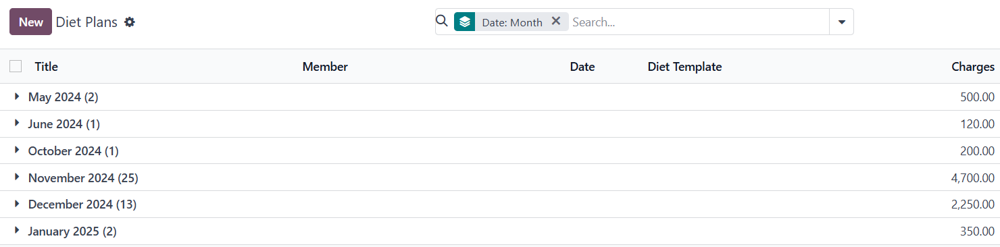 New Diet Plans Date: Month Search...
Title Member Date Diet Template Charges
May 2024 (2) 500.00
June 2024 (1) 120.00
October 2024 (1) 200.00
November 2024 (25) 4,700.00
December 2024 (13) 2,250.00
January 2025 (2) 350.00